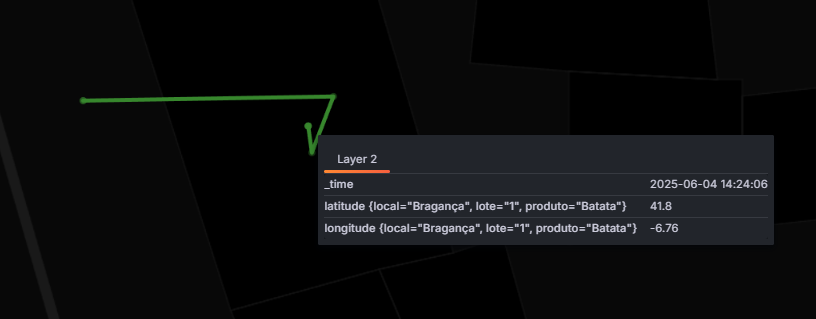 Layer 2
_time 2025-06-04 14:24:06
latitude {local="Bragança", lote="1", produto="Batata"} 41.8
longitude {local="Bragança", lote="1", produto="Batata"} -6.76